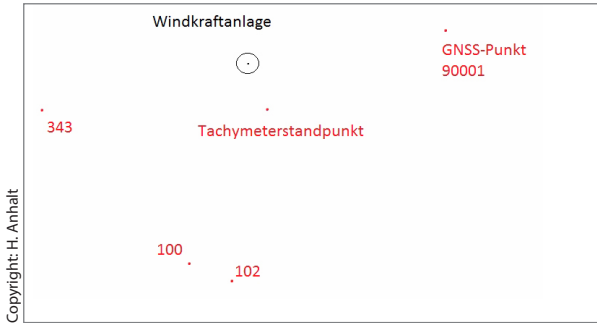 Windkraftanlage
GNSS-Punkt
90001
343
Tachymeterstandpunkt
100
102
Copyright: H. Anhalt